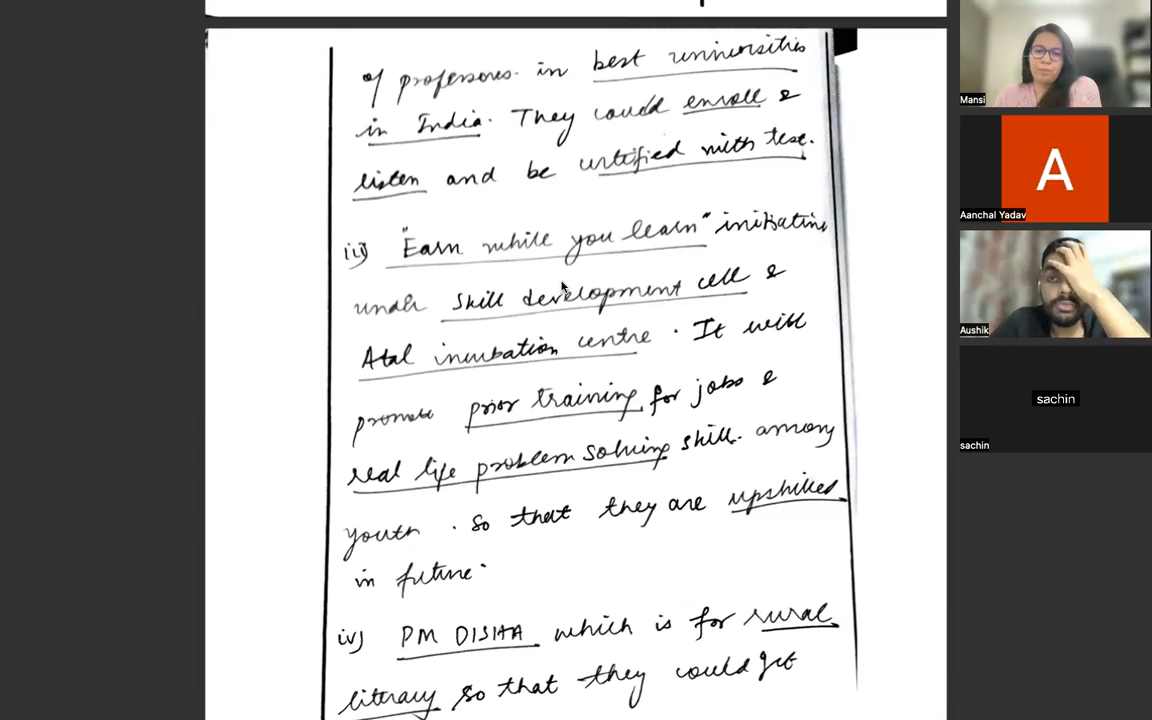 of professores in best universities
in India. They could enroll &
listen and be certified with test.
iii) "Earn while you learn" initiative
under skill development cell &
Atal incubation centre. It will
promote prior training for jobs &
real life problem solving skill. among
youth. so that they are upskilled
in future.
iv) PM DISHA which is for rural
literacy so that they could get
Mansi
A
Aanchal Yadav
Aushik
sachin
sachin